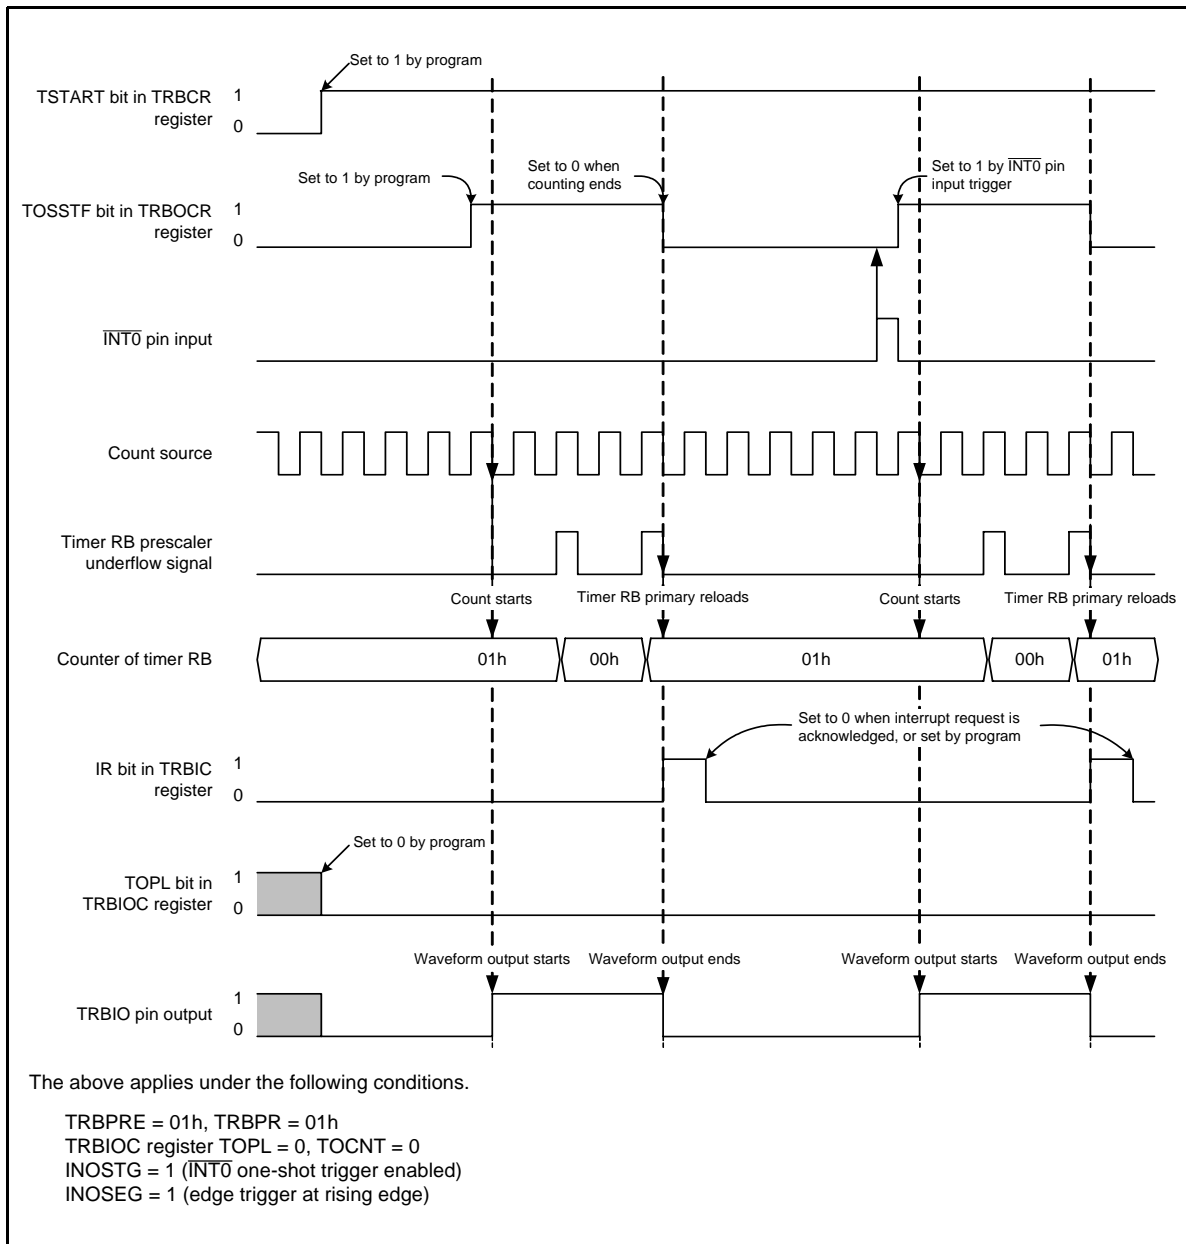 Set to 1 by program
TSTART bit in TRBCR
register
1
0
Set to 1 by program
Set to 0 when
counting ends
Set to 1 by INT0 pin
input trigger
TOSSTF bit in TRBOCR
register
1
0
INT0 pin input
Count source
Timer RB prescaler
underflow signal
Count starts
Timer RB primary reloads
Count starts
Timer RB primary reloads
Counter of timer RB
01h
00h
01h
00h
01h
Set to 0 when interrupt request is
acknowledged, or set by program
IR bit in TRBIC
register
1
0
Set to 0 by program
TOPL bit in
TRBIOC register
1
0
Waveform output starts
Waveform output ends
Waveform output starts
Waveform output ends
TRBIO pin output
1
0
The above applies under the following conditions.
TRBPRE = 01h, TRBPR = 01h
TRBIOC register TOPL = 0, TOCNT = 0
INOSTG = 1 (INT0 one-shot trigger enabled)
INOSEG = 1 (edge trigger at rising edge)